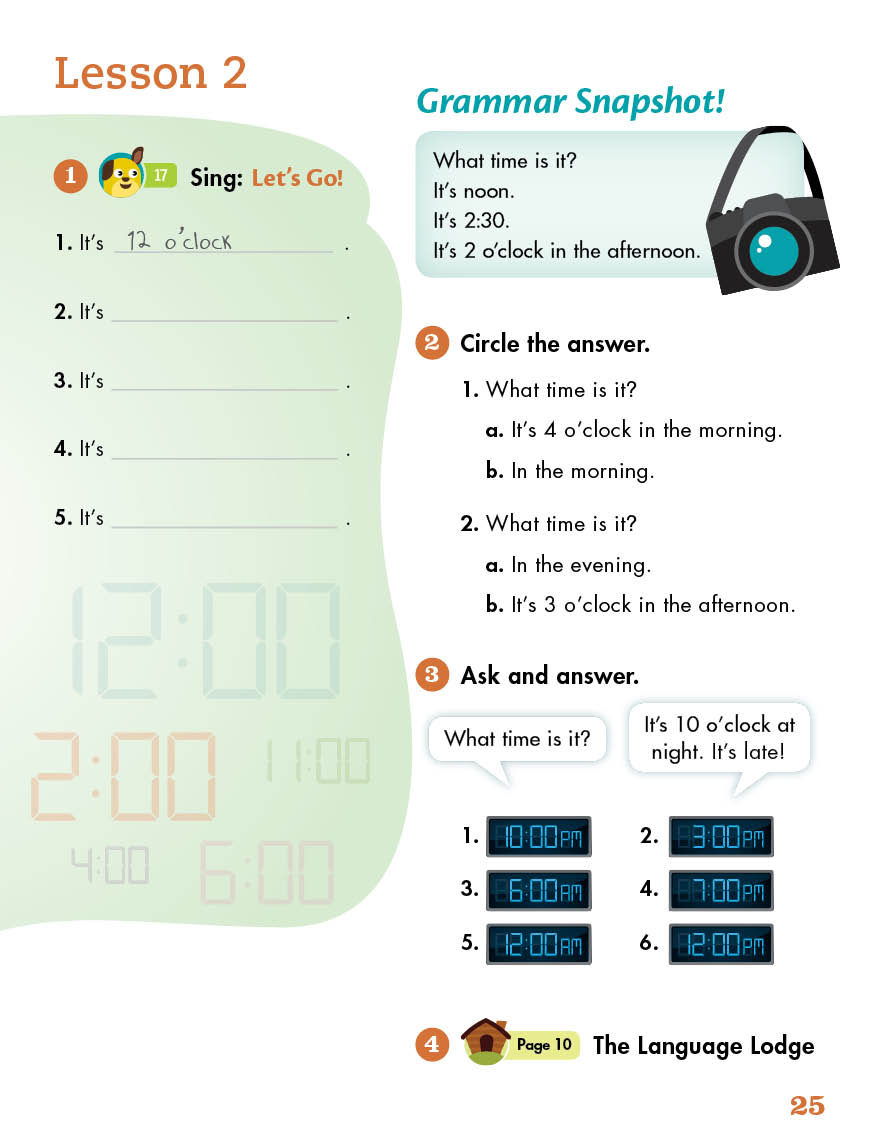 Lesson 2
1 17 Sing: Let's Go!
1. It's 12 o'clock .
2. It's .
3. It's .
4. It's .
5. It's .
12:00
2:00
11:00
4:00
6:00
Grammar Snapshot!
What time is it?
It's noon.
It's 2:30.
It's 2 o'clock in the afternoon.
2 Circle the answer.
1. What time is it?
a. It's 4 o'clock in the morning.
b. In the morning.
2. What time is it?
a. In the evening.
b. It's 3 o'clock in the afternoon.
3 Ask and answer.
What time is it?
It's 10 o'clock at
night. It's late!
1. 10:00 PM
2. 3:00 PM
3. 6:00 AM
4. 7:00 PM
5. 12:00 AM
6. 12:00 PM
4 Page 10 The Language Lodge
25